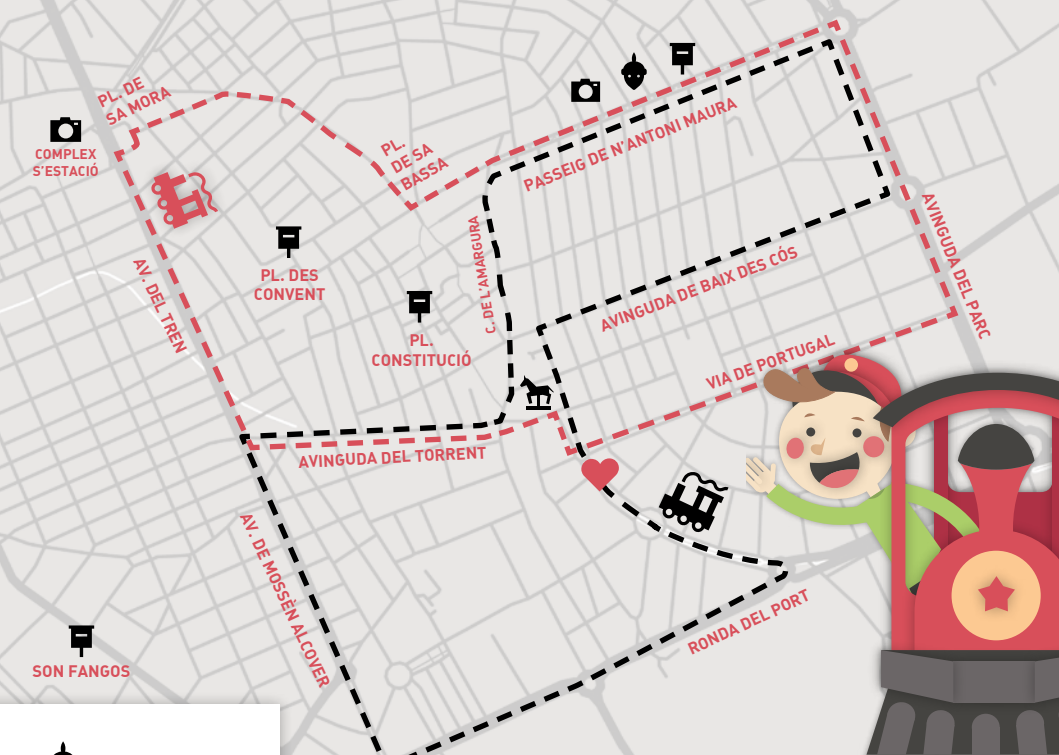 PL. DE
SA MORA
COMPLEX
S'ESTACIÓ
PL.
DE SA
BASSA
PASSEIG DE N'ANTONI MAURA
AV. DEL TREN
PL. DES
CONVENT
C. DE L'AMARGURA
AVINGUDA DE BAIX DES CÓS
AVINGUDA DEL PARC
PL.
CONSTITUCIÓ
VIA DE PORTUGAL
AVINGUDA DEL TORRENT
AV. DE MOSSÈN ALCOVER
RONDA DEL PORT
SON FANGOS